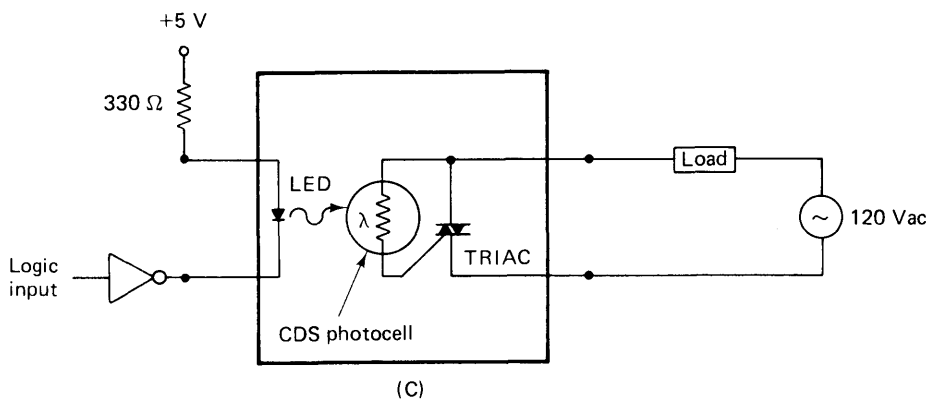 +5 V
330 Ω
LED
λ
Load
~
120 Vac
TRIAC
Logic
input
CDS photocell
(C)